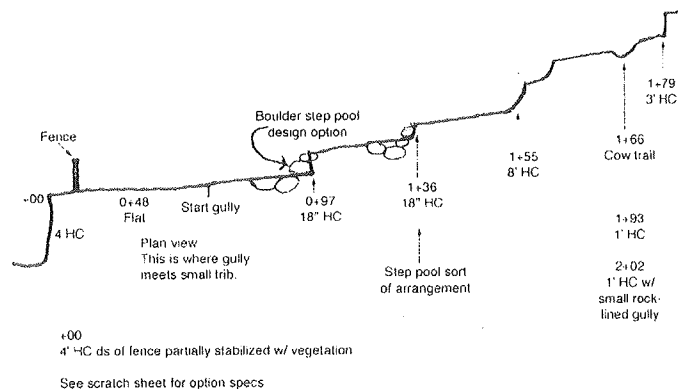 1+79
3' HC
Boulder step pool
design option
Fence
1+66
Cow trail
1+55
8' HC
+00
0+48
Flat
Start gully
0+97
18" HC
1+36
18" HC
4 HC
Plan view
This is where gully
meets small trib.
1+93
1' HC
Step pool sort
of arrangement
2+02
1' HC w/
small rock-
lined gully
+00
4' HC ds of fence partially stabilized w/ vegetation
See scratch sheet for option specs